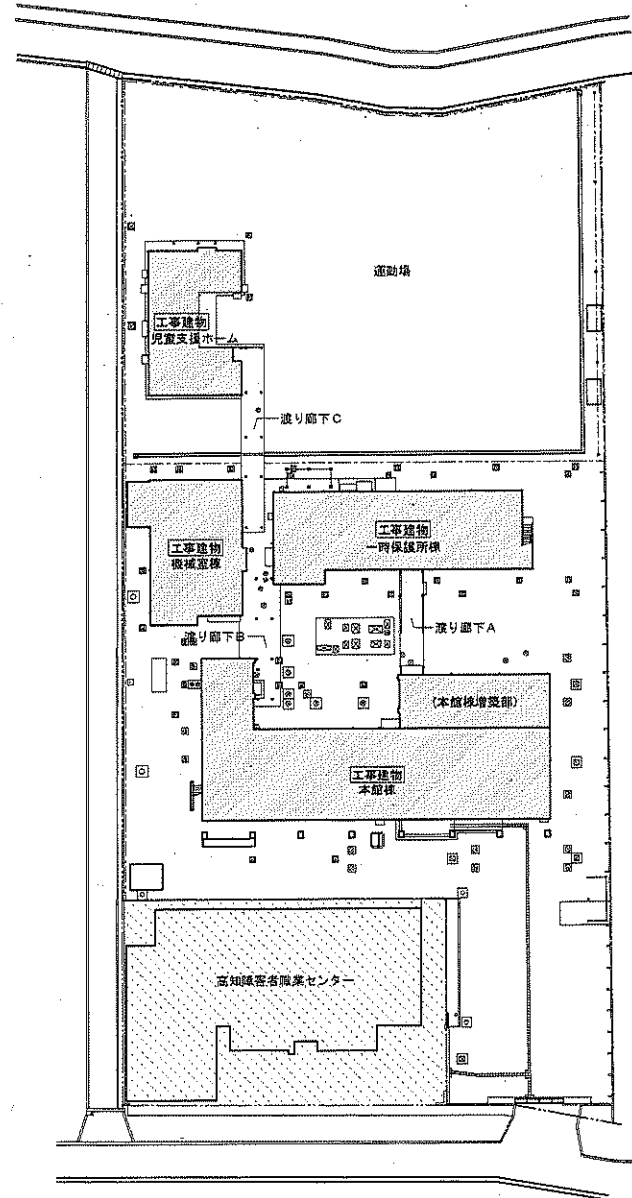 運動場
工事建物
児童支援ホーム
渡り廊下C
工事建物
一時保護所棟
工事建物
機械室棟
渡り廊下B
渡り廊下A
(本館棟増築部)
工事建物
本館棟
高知障害者職業センター